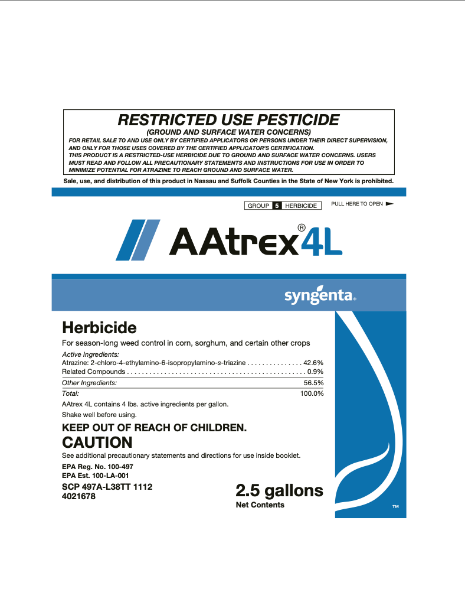 RESTRICTED USE PESTICIDE
(GROUND AND SURFACE WATER CONCERNS)
FOR RETAIL SALE TO AND USE ONLY BY CERTIFIED APPLICATORS OR PERSONS UNDER THEIR DIRECT SUPERVISION,
AND ONLY FOR THOSE USES COVERED BY THE CERTIFIED APPLICATOR'S CERTIFICATION.
THIS PRODUCT IS A RESTRICTED-USE HERBICIDE DUE TO GROUND AND SURFACE WATER CONCERNS. USERS
MUST READ AND FOLLOW ALL PRECAUTIONARY STATEMENTS AND INSTRUCTIONS FOR USE IN ORDER TO
MINIMIZE POTENTIAL FOR ATRAZINE TO REACH GROUND AND SURFACE WATER.
Sale, use, and distribution of this product in Nassau and Suffolk Counties in the State of New York is prohibited.
GROUP 5 HERBICIDE PULL HERE TO OPEN
AAtrex® 4L
syngenta®
Herbicide
For season-long weed control in corn, sorghum, and certain other crops
Active Ingredients:
Atrazine: 2-chloro-4-ethylamino-6-isopropylamino-s-triazine . . . . . . . . . . . . . . . 42.6%
Related Compounds . . . . . . . . . . . . . . . . . . . . . . . . . . . . . . . . . . . . . . . . . . . . . 0.9%
Other Ingredients: 56.5%
Total: 100.0%
AAtrex 4L contains 4 lbs. active ingredients per gallon.
Shake well before using.
KEEP OUT OF REACH OF CHILDREN.
CAUTION
See additional precautionary statements and directions for use inside booklet.
EPA Reg. No. 100-497
EPA Est. 100-LA-001
SCP 497A-L38TT 1112
4021678
2.5 gallons
Net Contents
TM